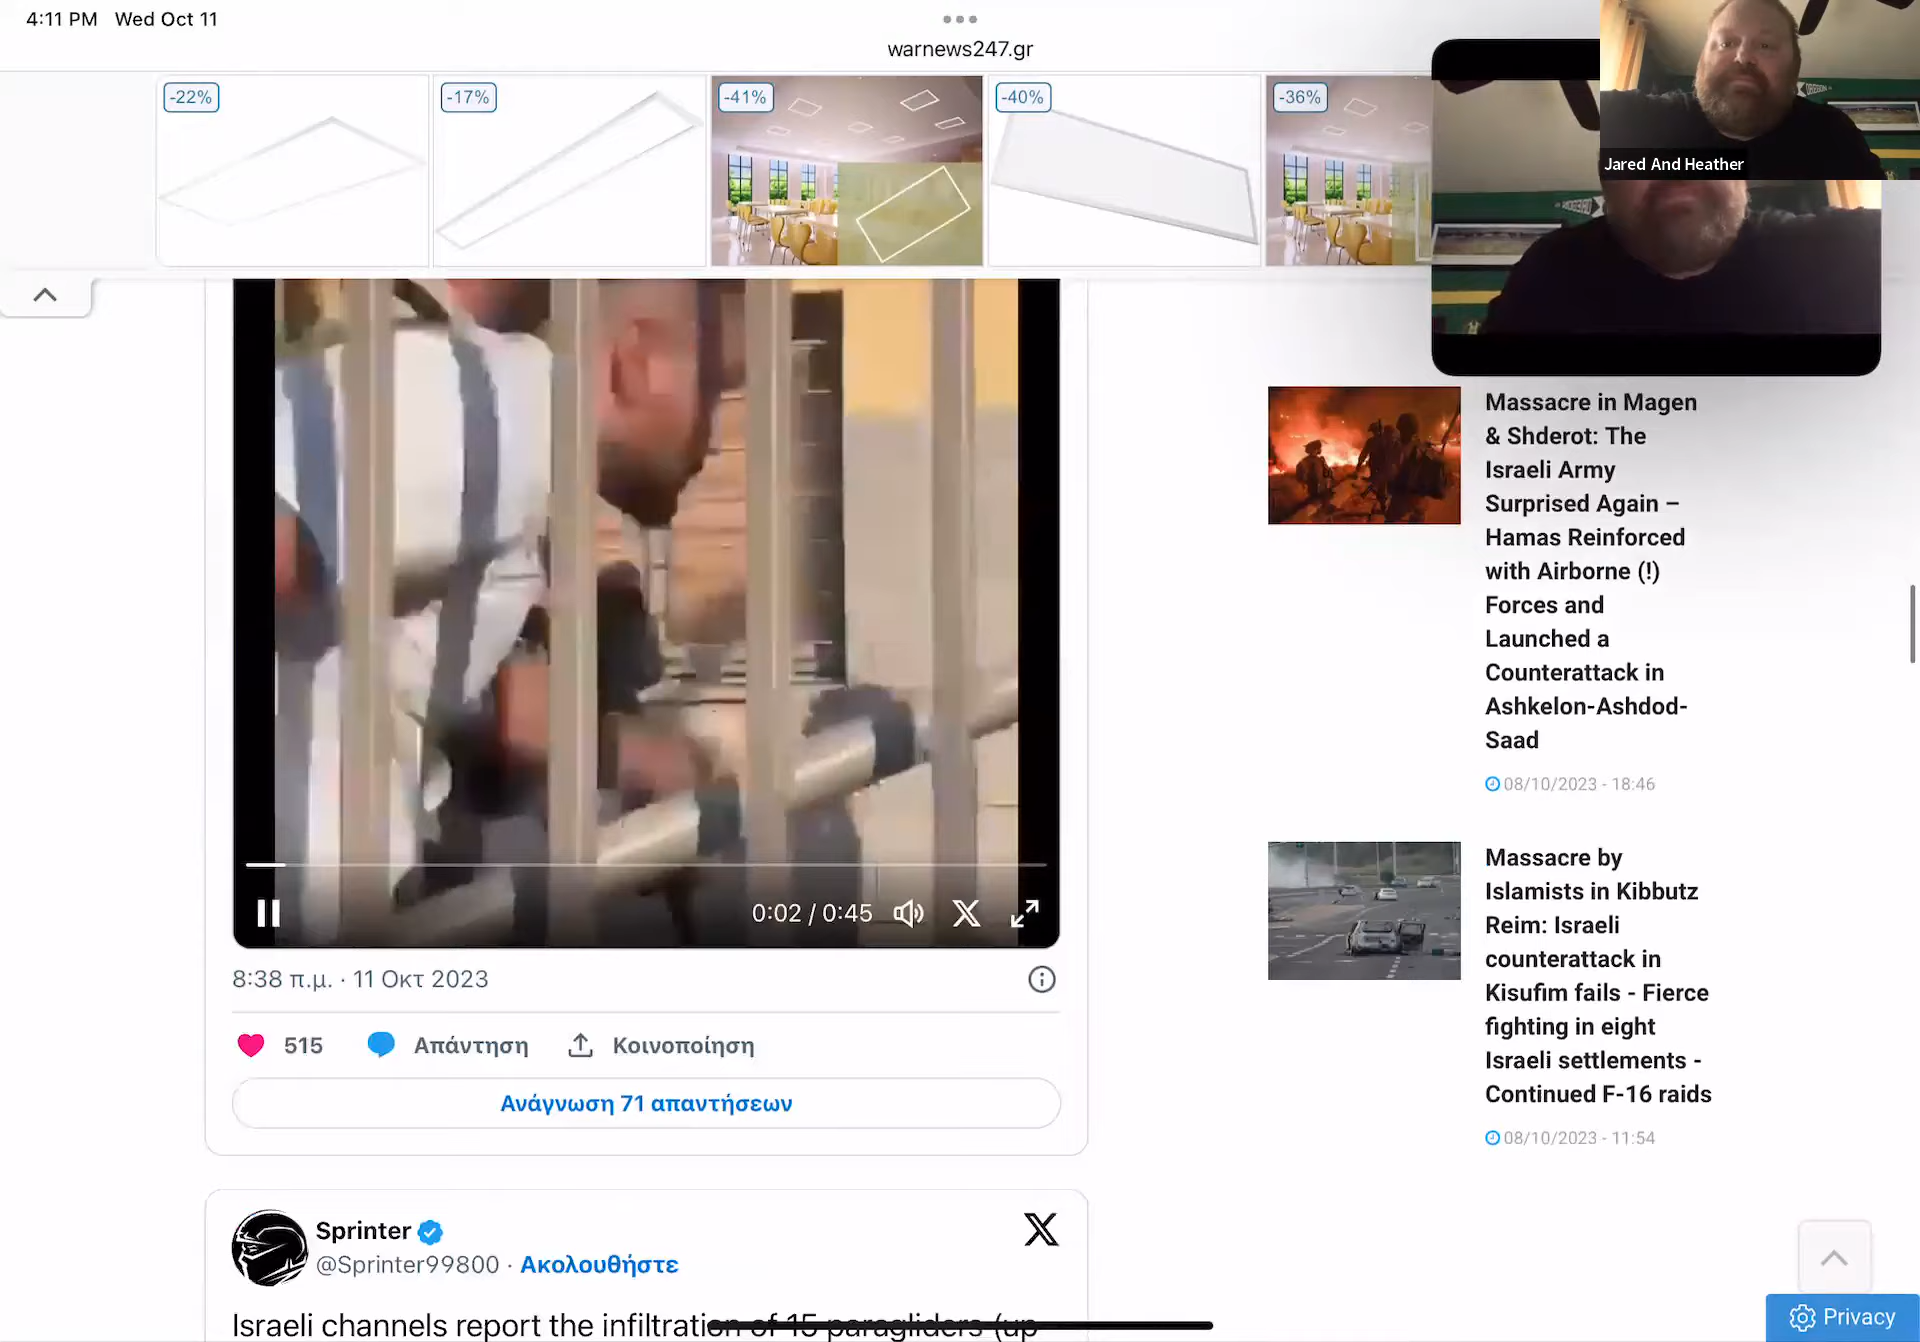 4:11 PM Wed Oct 11
warnews247.gr
-22%
-17%
-41%
-40%
-36%
Jared And Heather
0:02 / 0:45
8:38 π.μ. · 11 Οκτ 2023
515 Απάντηση Κοινοποίηση
Ανάγνωση 71 απαντήσεων
Sprinter
@Sprinter99800 · Ακολουθήστε
Israeli channels report the infiltration of 15 paragliders (up
Massacre in Magen
& Shderot: The
Israeli Army
Surprised Again –
Hamas Reinforced
with Airborne (!)
Forces and
Launched a
Counterattack in
Ashkelon-Ashdod-
Saad
08/10/2023 - 18:46
Massacre by
Islamists in Kibbutz
Reim: Israeli
counterattack in
Kisufim fails - Fierce
fighting in eight
Israeli settlements -
Continued F-16 raids
08/10/2023 - 11:54
Privacy